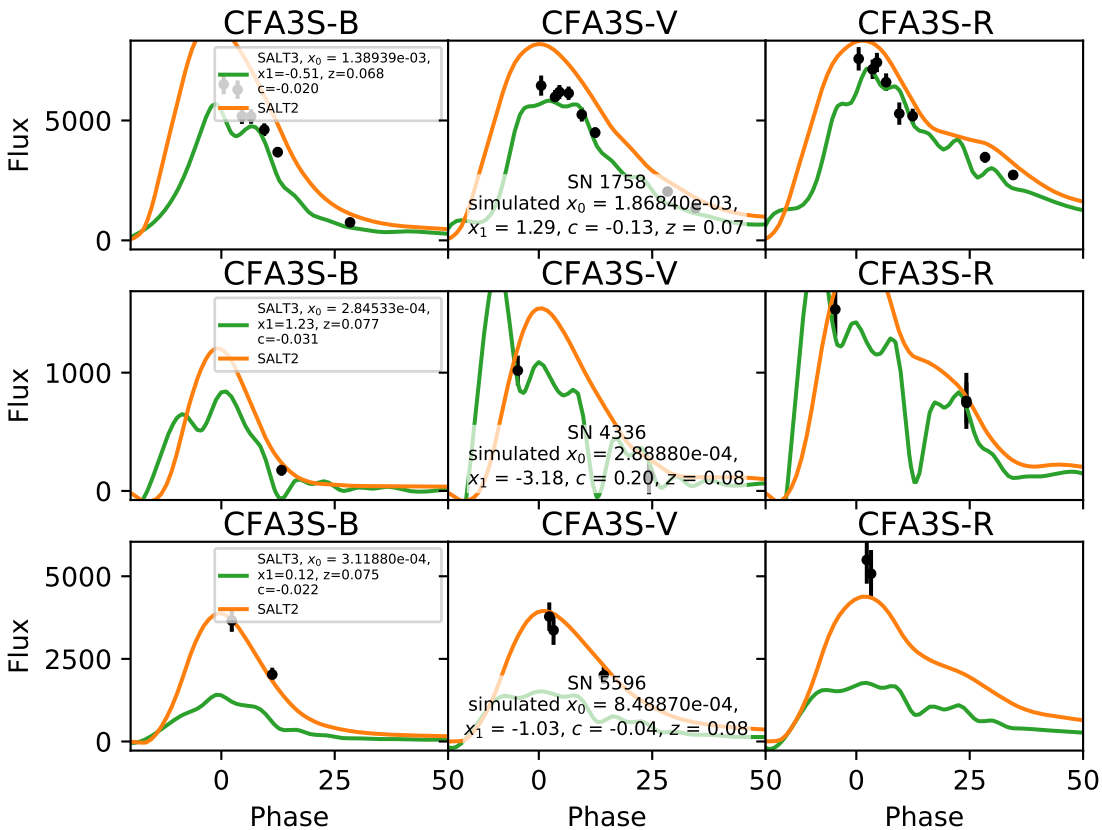 CFA3S-B CFA3S-V CFA3S-R
SALT3, x₀ = 1.38939e-03,
x1=-0.51, z=0.068
c=-0.020
SALT2
5000
0
Flux
SN 1758
simulated x₀ = 1.86840e-03,
x₁ = 1.29, c = -0.13, z = 0.07
CFA3S-B CFA3S-V CFA3S-R
SALT3, x₀ = 2.84533e-04,
x1=1.23, z=0.077
c=-0.031
SALT2
1000
0
Flux
SN 4336
simulated x₀ = 2.88880e-04,
x₁ = -3.18, c = 0.20, z = 0.08
CFA3S-B CFA3S-V CFA3S-R
SALT3, x₀ = 3.11880e-04,
x1=0.12, z=0.075
c=-0.022
SALT2
5000
2500
0
Flux
SN 5596
simulated x₀ = 8.48870e-04,
x₁ = -1.03, c = -0.04, z = 0.08
0 25 50 0 25 50 0 25 50
Phase Phase Phase